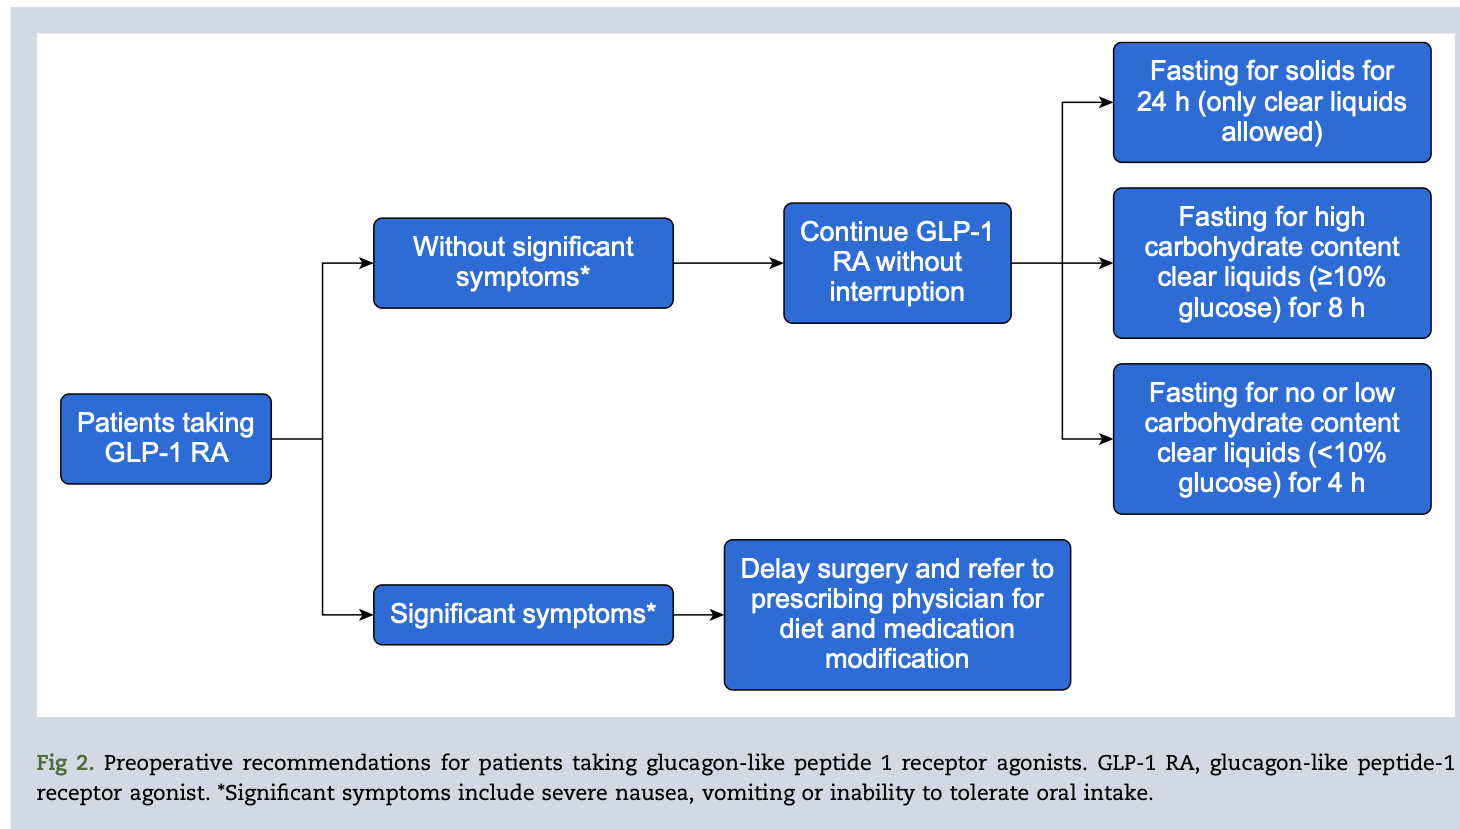 Patients taking
GLP-1 RA
Without significant
symptoms*
Continue GLP-1
RA without
interruption
Fasting for solids for
24 h (only clear liquids
allowed)
Fasting for high
carbohydrate content
clear liquids (≥10%
glucose) for 8 h
Fasting for no or low
carbohydrate content
clear liquids (<10%
glucose) for 4 h
Significant symptoms*
Delay surgery and refer to
prescribing physician for
diet and medication
modification
Fig 2. Preoperative recommendations for patients taking glucagon-like peptide 1 receptor agonists. GLP-1 RA, glucagon-like peptide-1
receptor agonist. *Significant symptoms include severe nausea, vomiting or inability to tolerate oral intake.